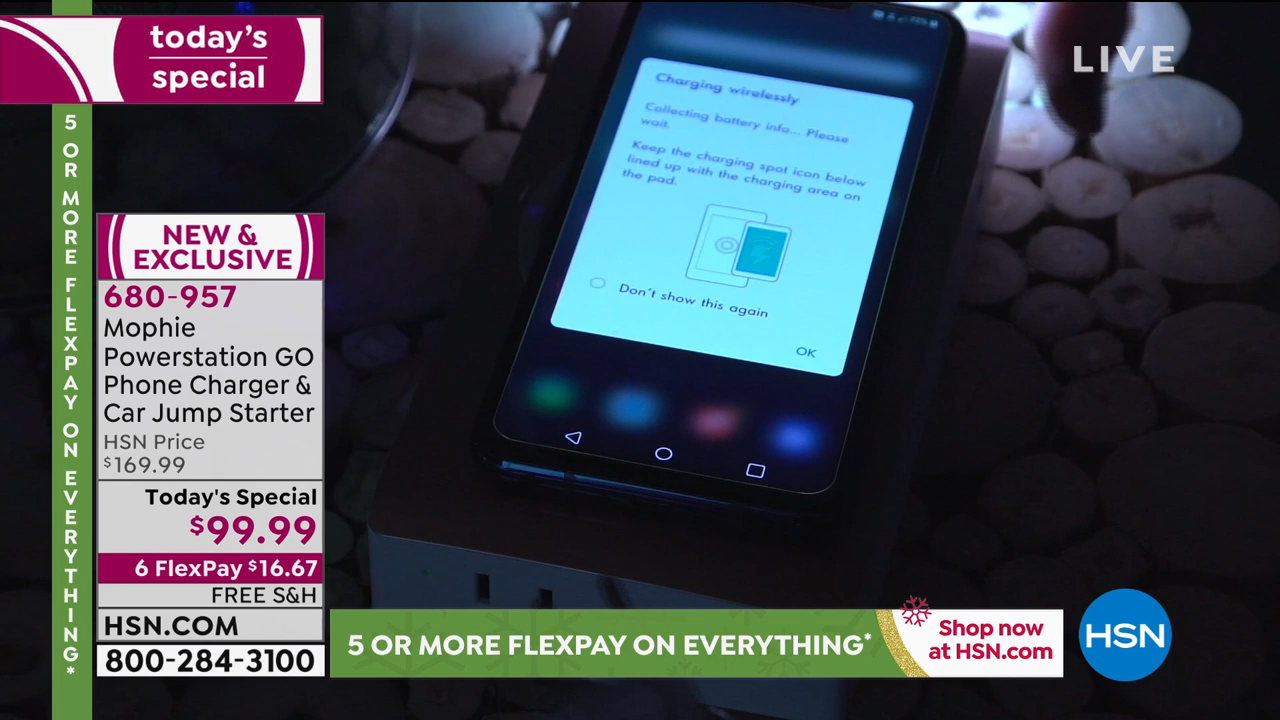 today's
special
LIVE
5 OR MORE FLEXPAY ON EVERYTHING*
NEW &
EXCLUSIVE
680-957
Mophie
Powerstation GO
Phone Charger &
Car Jump Starter
HSN Price
$169.99
Today's Special
$99.99
6 FlexPay $16.67
FREE S&H
HSN.COM
800-284-3100
Charging wirelessly
Collecting battery info... Please
wait.
Keep the charging spot icon below
lined up with the charging area on
the pad.
Don't show this again
OK
5 OR MORE FLEXPAY ON EVERYTHING*
Shop now
at HSN.com
HSN